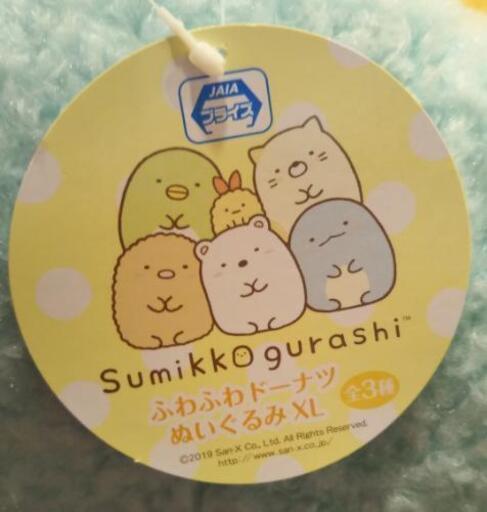 JAIA
プライズ
Sumikkogurashi™
ふわふわドーナツ
ぬいぐるみXL
全3種
©2019 San-X Co., Ltd. All Rights Reserved.
http://www.san-x.co.jp/